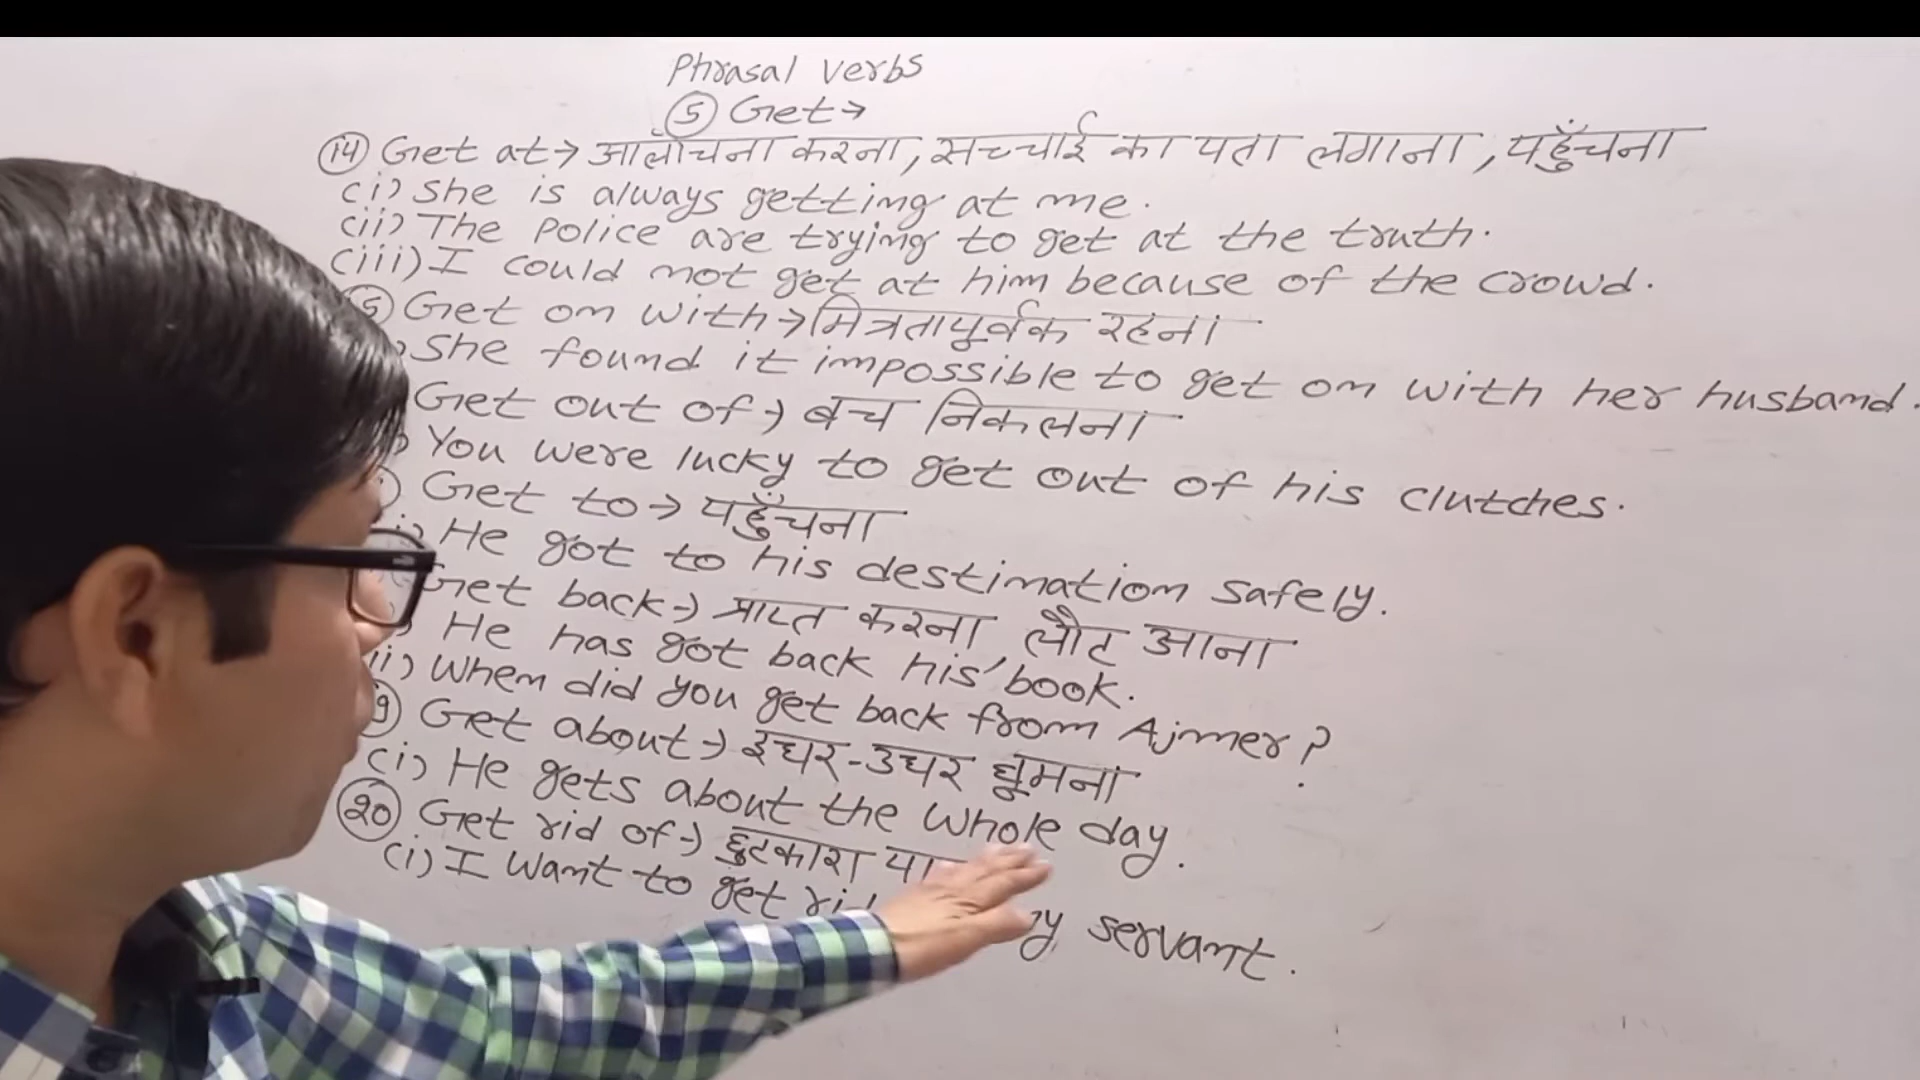 Phrasal Verbs
⑤ Get→
⑭ Get at→ आलोचना करना, सच्चाई का पता लगाना, पहुँचना
(i) She is always getting at me.
(ii) The police are trying to get at the truth.
(iii) I could not get at him because of the crowd.
Get on with→ मित्रतापूर्वक रहना
She found it impossible to get on with her husband.
Get out of→ बच निकलना
You were lucky to get out of his clutches.
Get to→ पहुँचना
He got to his destination safely.
Get back→ प्राप्त करना, लौट आना
He has got back his book.
ii) When did you get back from Ajmer?
9) Get about→ इधर-उधर घूमना
(i) He gets about the whole day.
⑳ Get rid of→ छुटकारा
(i) I want to get servant.